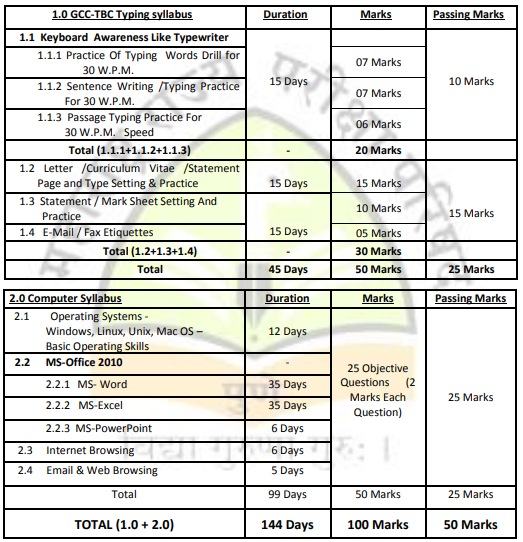 1.0 GCC-TBC Typing syllabus Duration Marks Passing Marks
1.1 Keyboard Awareness Like Typewriter
1.1.1 Practice Of Typing Words Drill for
30 W.P.M.
07 Marks
1.1.2 Sentence Writing /Typing Practice
For 30 W.P.M.
15 Days
07 Marks
10 Marks
1.1.3 Passage Typing Practice For
30 W.P.M. Speed
06 Marks
Total (1.1.1+1.1.2+1.1.3) - 20 Marks
1.2 Letter /Curriculum Vitae /Statement
Page and Type Setting & Practice
15 Days 15 Marks
1.3 Statement / Mark Sheet Setting And
Practice
10 Marks
15 Marks
1.4 E-Mail / Fax Etiquettes 15 Days 05 Marks
Total (1.2+1.3+1.4) - 30 Marks
Total 45 Days 50 Marks 25 Marks
2.0 Computer Syllabus Duration Marks Passing Marks
2.1 Operating Systems -
Windows, Linux, Unix, Mac OS –
Basic Operating Skills
12 Days
2.2 MS-Office 2010 -
25 Objective
Questions (2
Marks Each
Question)
25 Marks
2.2.1 MS- Word 35 Days
2.2.2 MS-Excel 35 Days
2.2.3 MS-PowerPoint 6 Days
2.3 Internet Browsing 6 Days
2.4 Email & Web Browsing 5 Days
Total 99 Days 50 Marks 25 Marks
TOTAL (1.0 + 2.0) 144 Days 100 Marks 50 Marks
महाराष्ट्र राज्य परीक्षा परिषद
पुणे
विद्या गुरूणा गुरुः ।